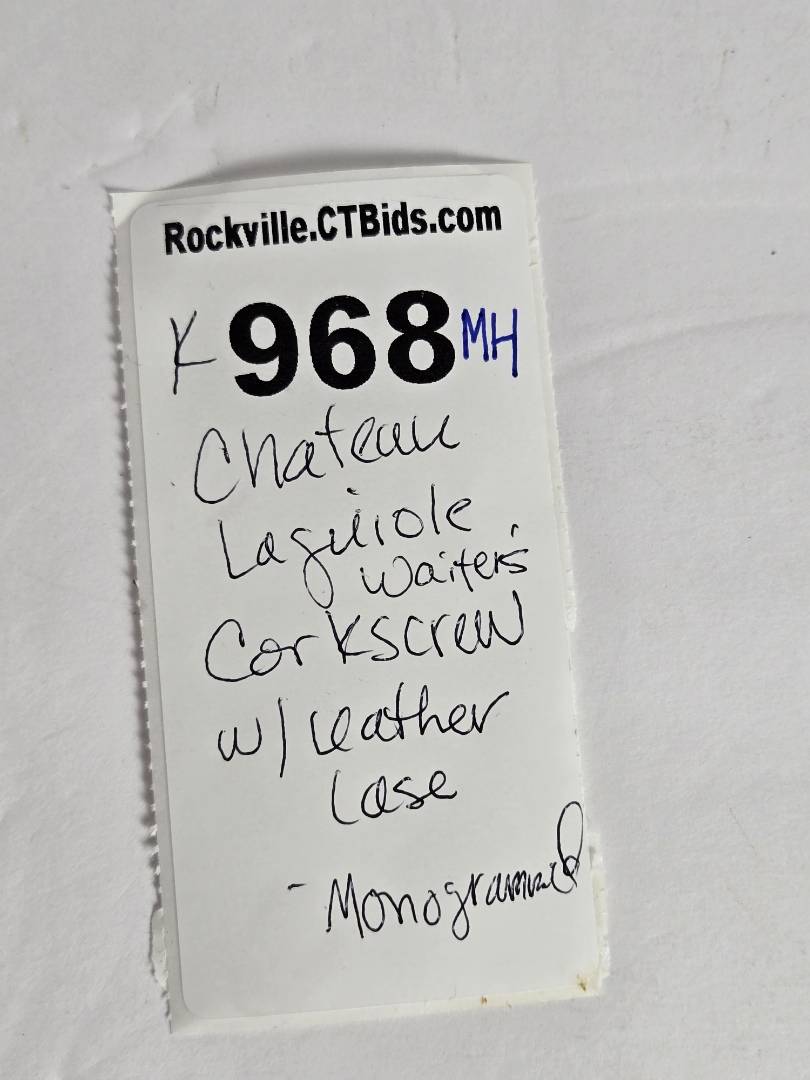 Rockville.CTBids.com
K 968 MH
Chateau
Laguiole
Waiter's
Corkscrew
w/ Leather
Case
- Monogrammed